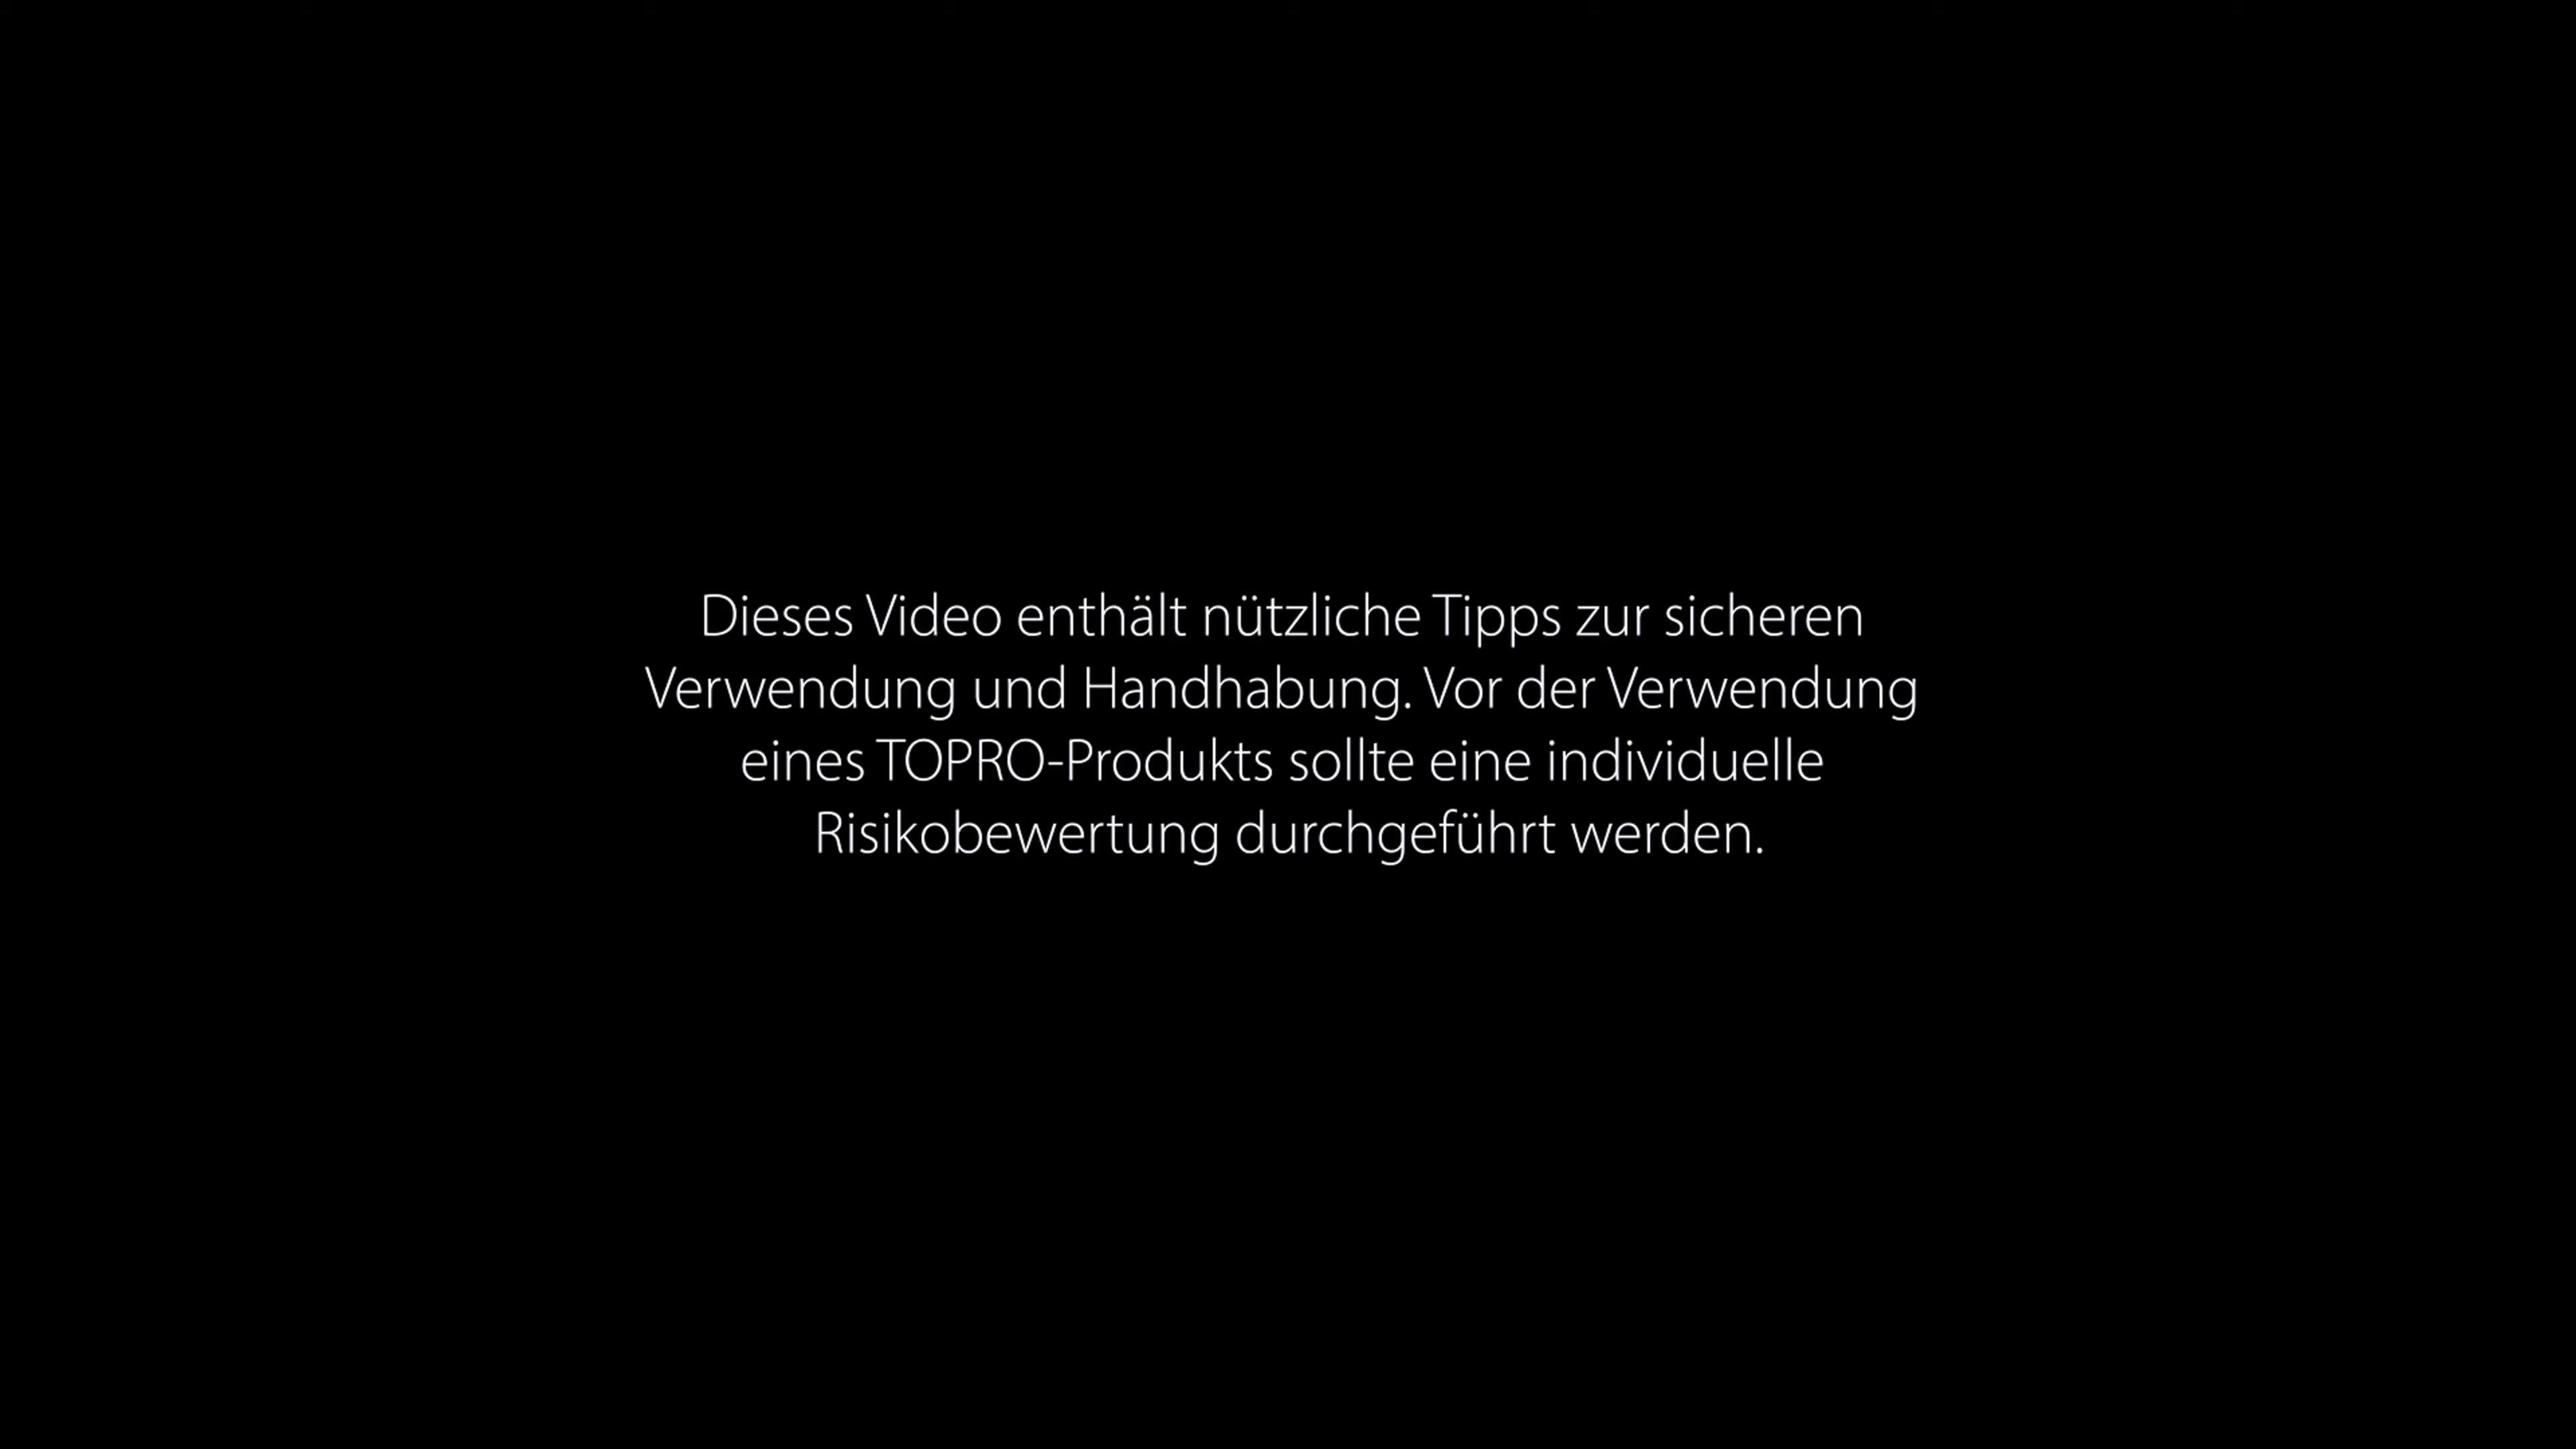 Dieses Video enthält nützliche Tipps zur sicheren
Verwendung und Handhabung. Vor der Verwendung
eines TOPRO-Produkts sollte eine individuelle
Risikobewertung durchgeführt werden.